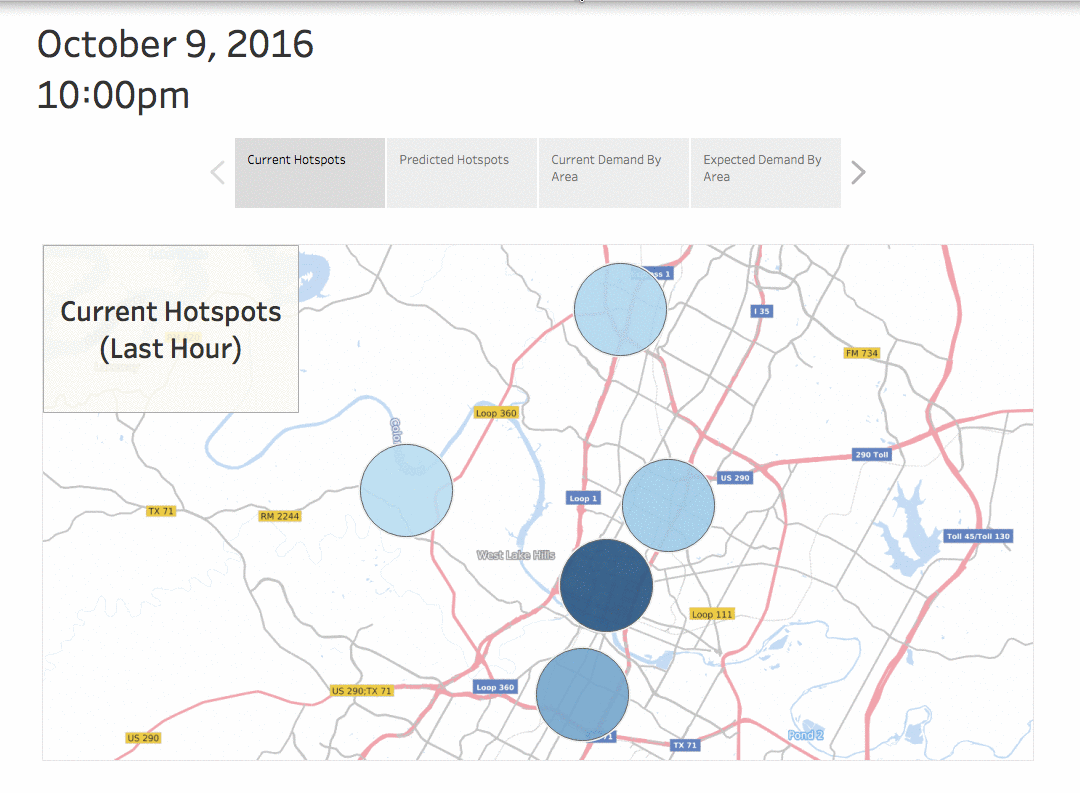 October 9, 2016
10:00pm
Current Hotspots
Predicted Hotspots
Current Demand By
Area
Expected Demand By
Area
Current Hotspots
(Last Hour)
1
I 35
FM 734
Loop 360
290 Toll
US 290
Loop 1
TX 71
RM 2244
Toll 45/Toll 130
West Lake Hills
Loop 111
Loop 360
US 290;TX 71
US 290
Pond 2
71
TX 71